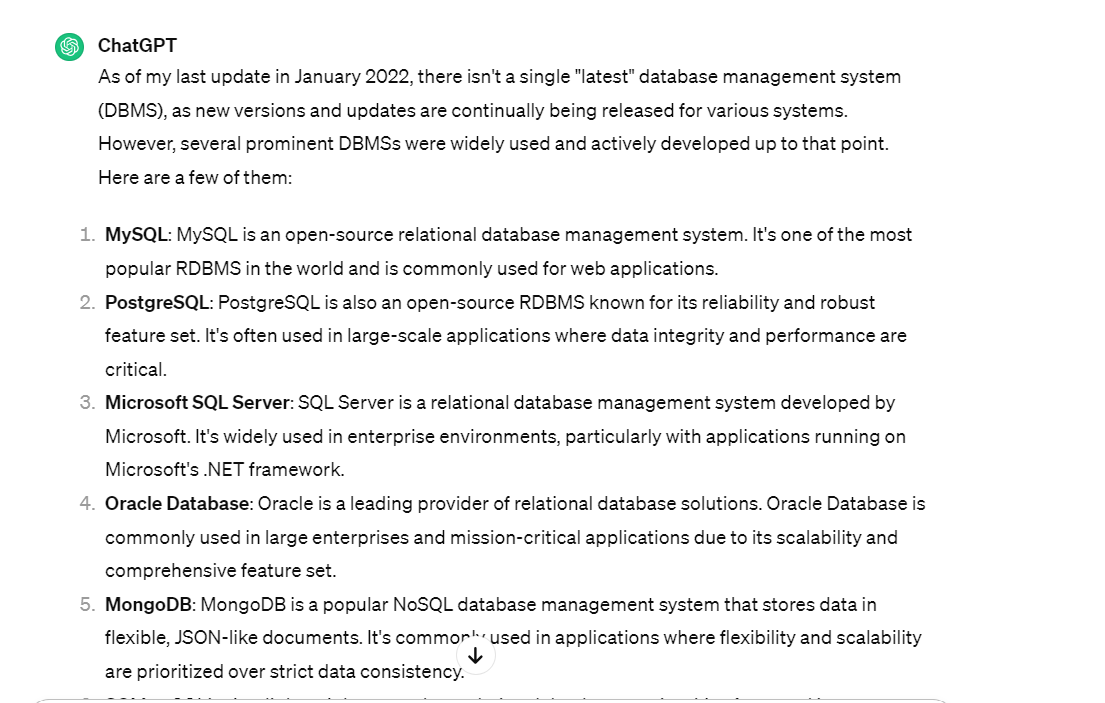 ChatGPT
As of my last update in January 2022, there isn't a single "latest" database management system
(DBMS), as new versions and updates are continually being released for various systems.
However, several prominent DBMSs were widely used and actively developed up to that point.
Here are a few of them:
1. MySQL: MySQL is an open-source relational database management system. It's one of the most
popular RDBMS in the world and is commonly used for web applications.
2. PostgreSQL: PostgreSQL is also an open-source RDBMS known for its reliability and robust
feature set. It's often used in large-scale applications where data integrity and performance are
critical.
3. Microsoft SQL Server: SQL Server is a relational database management system developed by
Microsoft. It's widely used in enterprise environments, particularly with applications running on
Microsoft's .NET framework.
4. Oracle Database: Oracle is a leading provider of relational database solutions. Oracle Database is
commonly used in large enterprises and mission-critical applications due to its scalability and
comprehensive feature set.
5. MongoDB: MongoDB is a popular NoSQL database management system that stores data in
flexible, JSON-like documents. It's commonly used in applications where flexibility and scalability
are prioritized over strict data consistency.